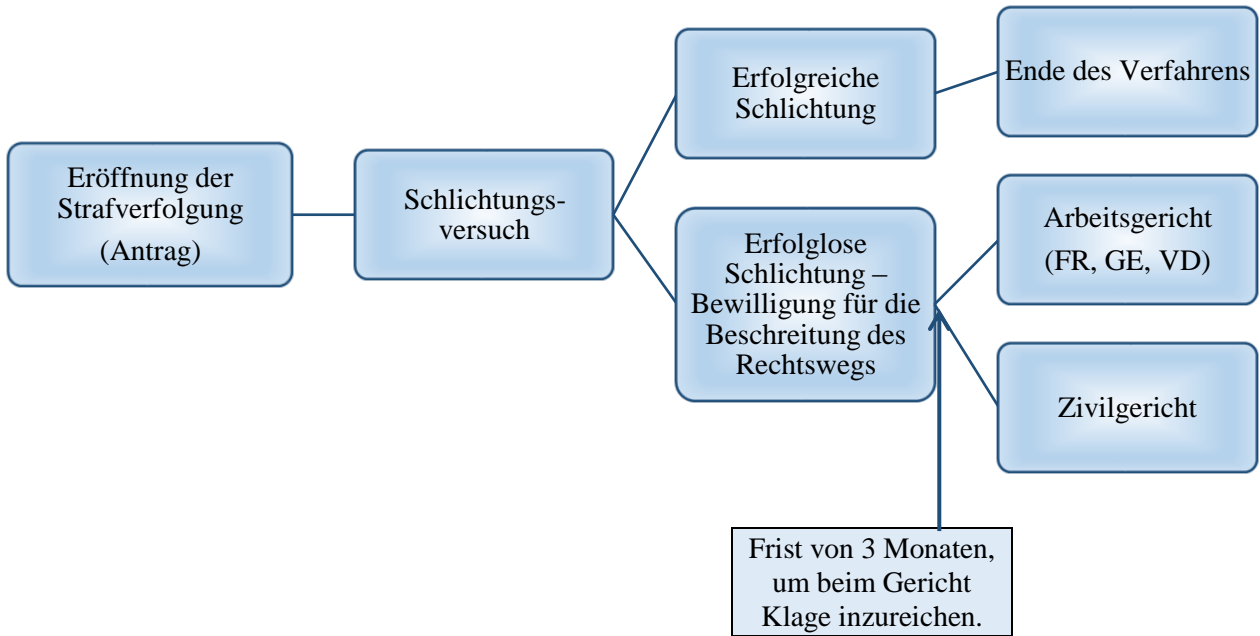 Eröffnung der
Strafverfolgung
(Antrag)
Schlichtungs-
versuch
Erfolgreiche
Schlichtung
Ende des Verfahrens
Erfolglose
Schlichtung –
Bewilligung für die
Beschreitung des
Rechtswegs
Arbeitsgericht
(FR, GE, VD)
Zivilgericht
Frist von 3 Monaten,
um beim Gericht
Klage inzureichen.